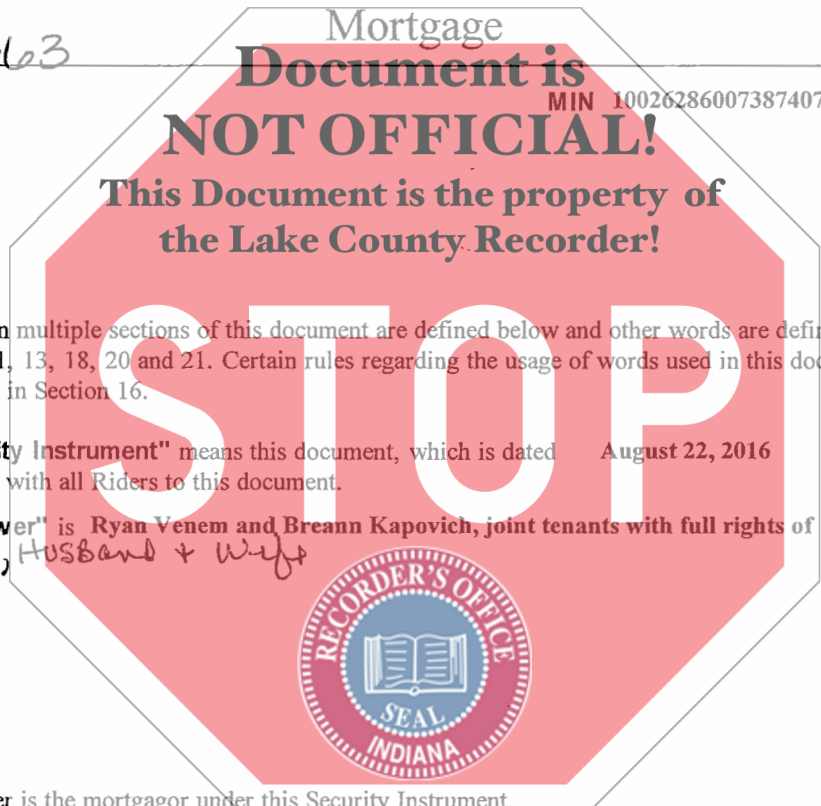 Mortgage
63
Document is
MIN 10026286007387407
NOT OFFICIAL!
This Document is the property of
the Lake County Recorder!
n multiple sections of this document are defined below and other words are defin
1, 13, 18, 20 and 21. Certain rules regarding the usage of words used in this doc
in Section 16.
STOP
ity Instrument" means this document, which is dated August 22, 2016
with all Riders to this document.
wer" is Ryan Venem and Breann Kapovich, joint tenants with full rights of
, Husband + Wife
RECORDER'S OFFICE
SEAL
INDIANA
er is the mortgagor under this Security Instrument.